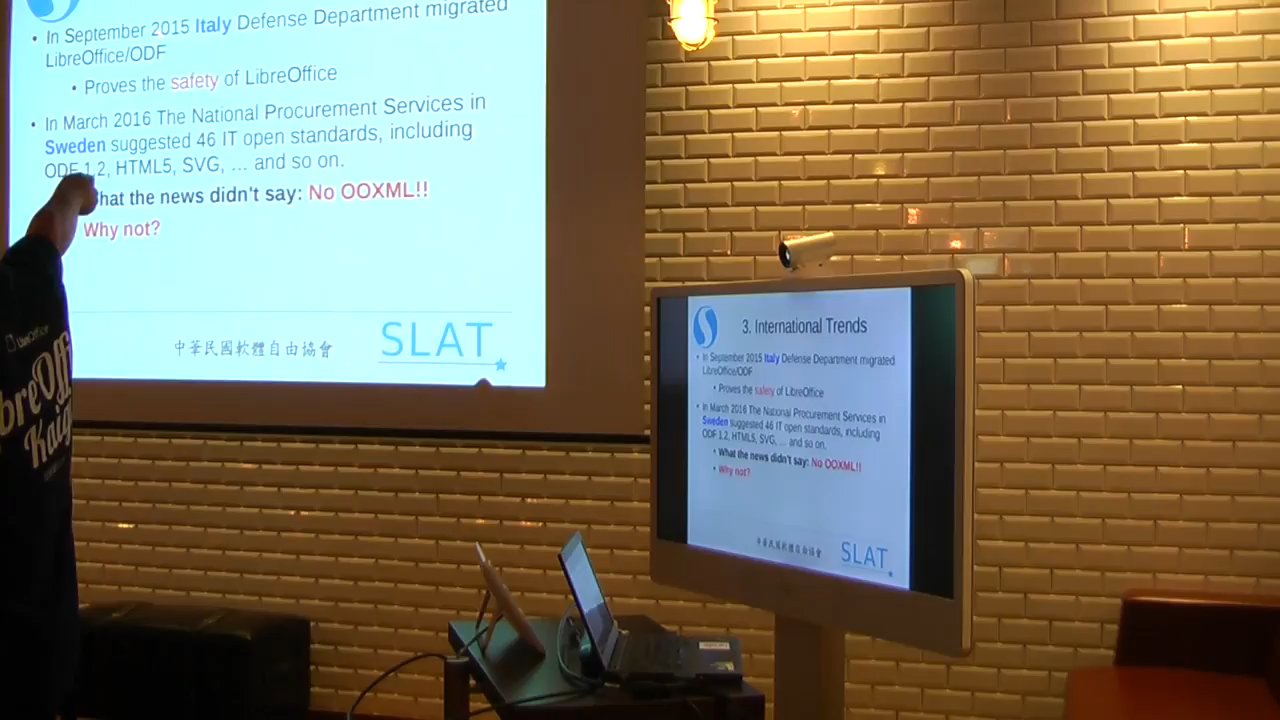 • In September 2015 Italy Defense Department migrated
LibreOffice/ODF
• Proves the safety of LibreOffice
• In March 2016 The National Procurement Services in
Sweden suggested 46 IT open standards, including
ODF 1.2, HTML5, SVG, ... and so on.
hat the news didn't say: No OOXML!!
Why not?
中華民國軟體自由協會
SLAT
LibreOffice
breOffi
Kaig
3. International Trends
• In September 2015 Italy Defense Department migrated
LibreOffice/ODF
• Proves the safety of LibreOffice
• In March 2016 The National Procurement Services in
Sweden suggested 46 IT open standards, including
ODF 1.2, HTML5, SVG, ... and so on.
• What the news didn't say: No OOXML!!
• Why not?
中華民國軟體自由協會
SLAT